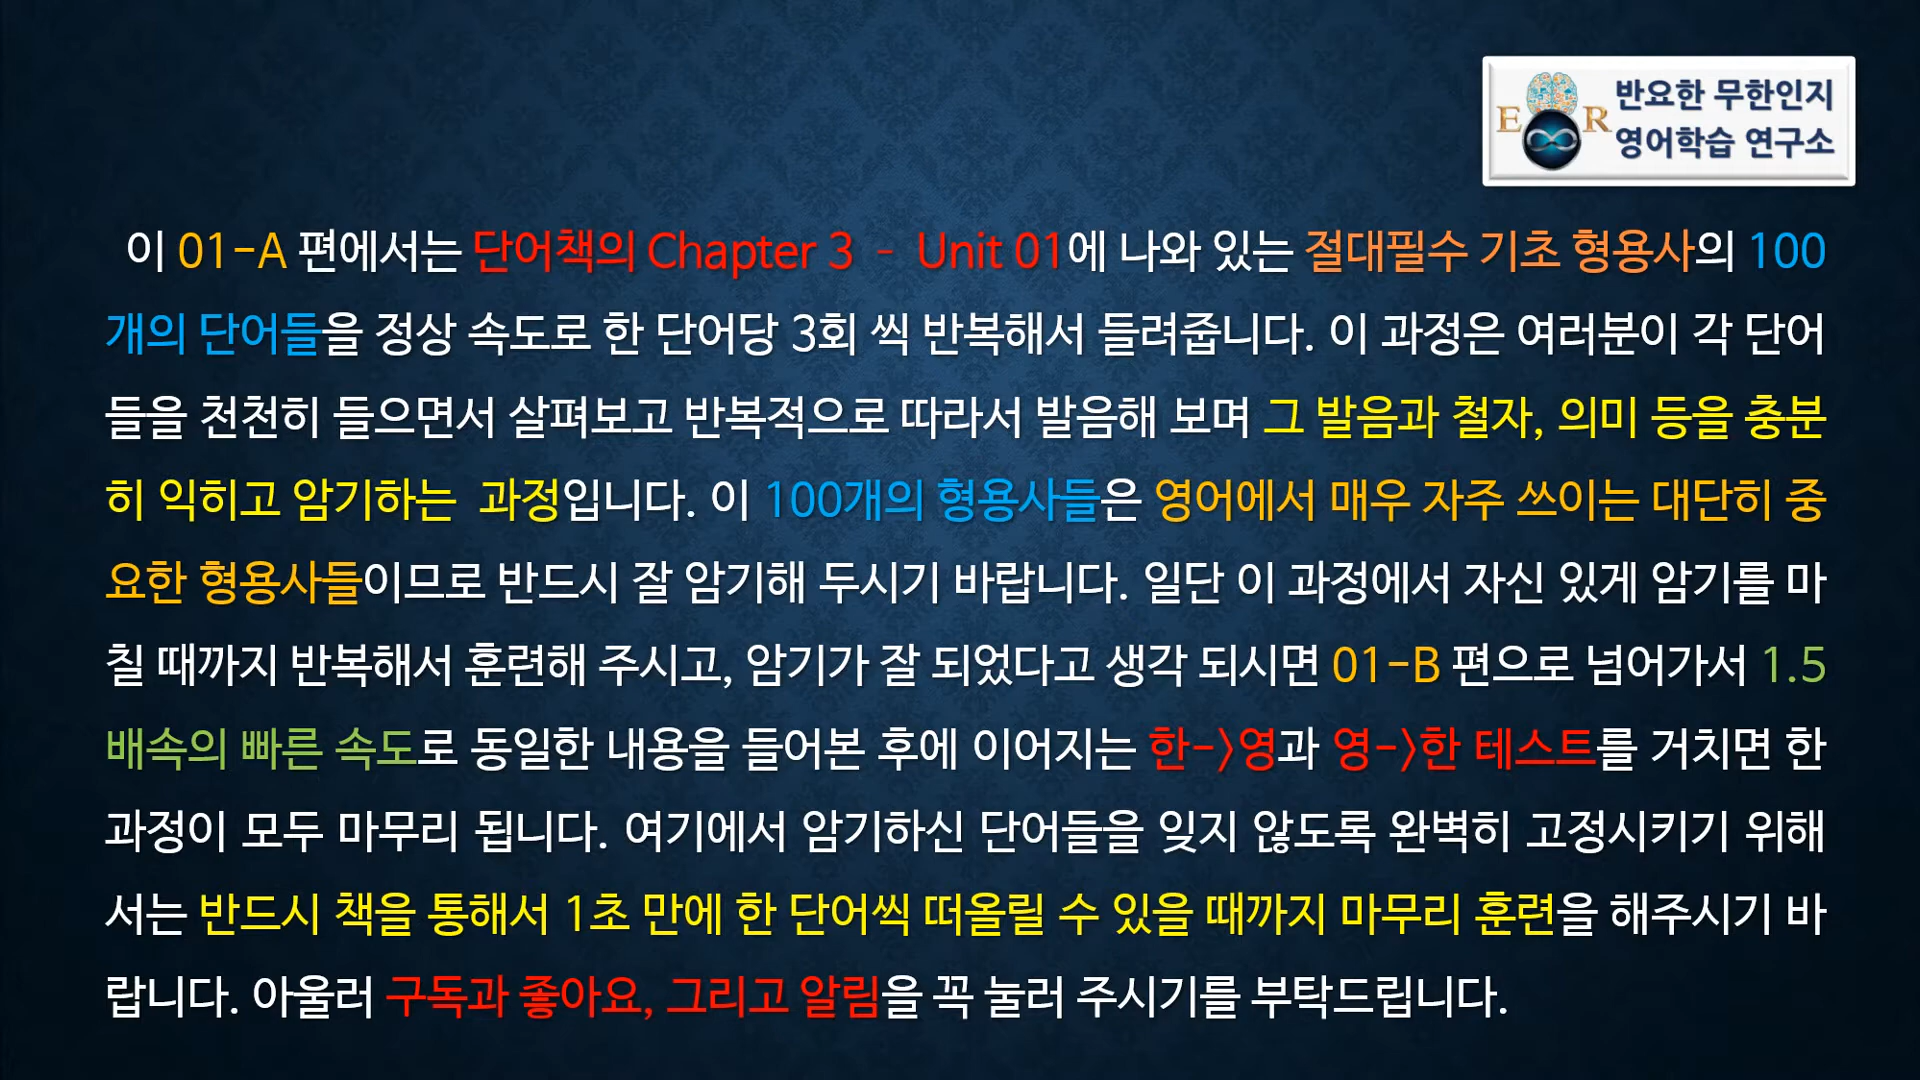 반요한 무한인지
E R
영어학습 연구소
이 01-A 편에서는 단어책의 Chapter 3 - Unit 01에 나와 있는 절대필수 기초 형용사의 100
개의 단어들을 정상 속도로 한 단어당 3회 씩 반복해서 들려줍니다. 이 과정은 여러분이 각 단어
들을 천천히 들으면서 살펴보고 반복적으로 따라서 발음해 보며 그 발음과 철자, 의미 등을 충분
히 익히고 암기하는 과정입니다. 이 100개의 형용사들은 영어에서 매우 자주 쓰이는 대단히 중
요한 형용사들이므로 반드시 잘 암기해 두시기 바랍니다. 일단 이 과정에서 자신 있게 암기를 마
칠 때까지 반복해서 훈련해 주시고, 암기가 잘 되었다고 생각 되시면 01-B 편으로 넘어가서 1.5
배속의 빠른 속도로 동일한 내용을 들어본 후에 이어지는 한->영과 영->한 테스트를 거치면 한
과정이 모두 마무리 됩니다. 여기에서 암기하신 단어들을 잊지 않도록 완벽히 고정시키기 위해
서는 반드시 책을 통해서 1초 만에 한 단어씩 떠올릴 수 있을 때까지 마무리 훈련을 해주시기 바
랍니다. 아울러 구독과 좋아요, 그리고 알림을 꼭 눌러 주시기를 부탁드립니다.